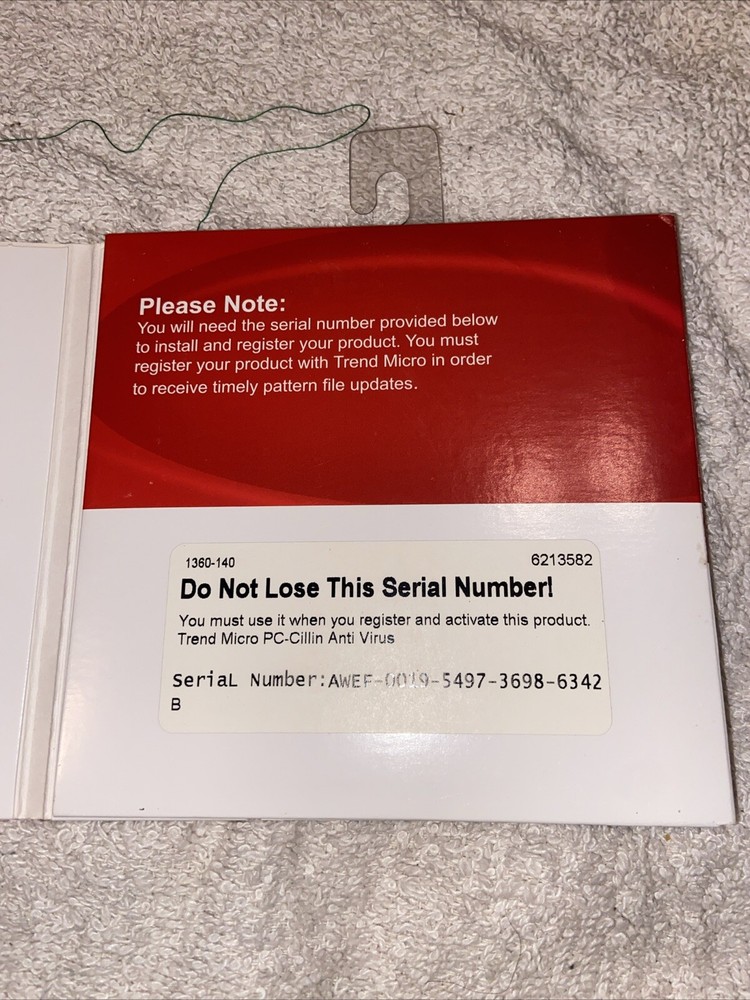 Please Note:
You will need the serial number provided below
to install and register your product. You must
register your product with Trend Micro in order
to receive timely pattern file updates.
1360-140
6213582
Do Not Lose This Serial Number!
You must use it when you register and activate this product.
Trend Micro PC-Cillin Anti Virus
Serial Number:AWEF-0019-5497-3698-6342
B